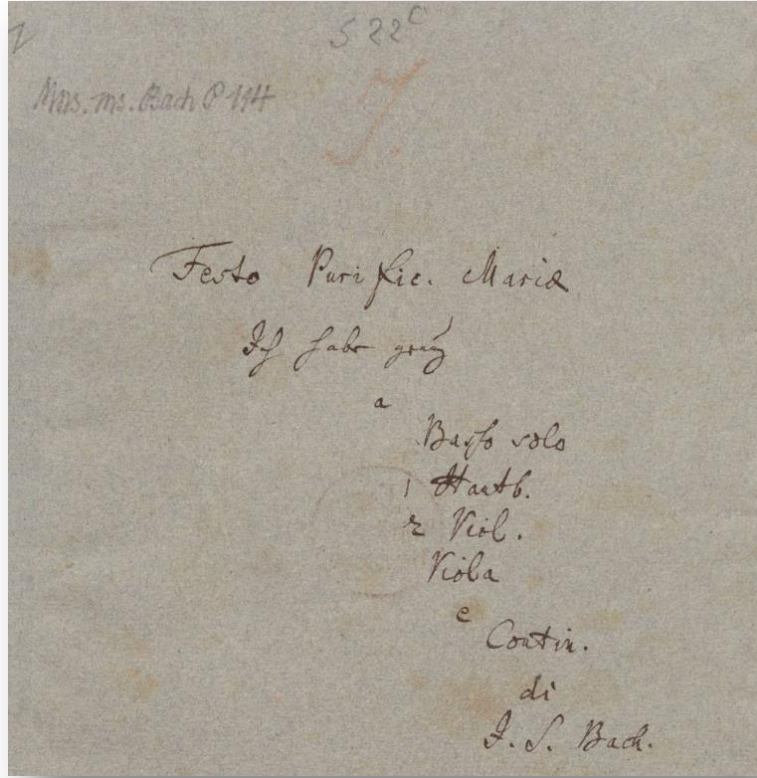 S 22c
Mus. ms. Bach P 114
7.
Festo Purific. Mariæ
Ich habe genug
a
Basso solo
1 Hautb.
2 Viol.
Viola
e
Contin.
di
J. S. Bach.